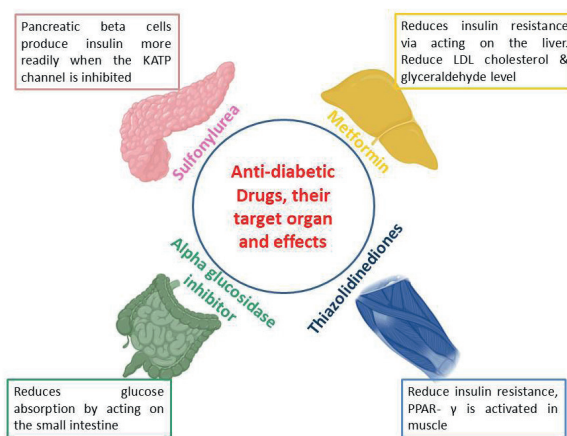 Pancreatic beta cells
produce insulin more
readily when the KATP
channel is inhibited
Reduces insulin resistance
via acting on the liver.
Reduce LDL cholesterol &
glyceraldehyde level
Sulfonylurea
Metformin
Anti-diabetic
Drugs, their
target organ
and effects
Alpha glucosidase
inhibitor
Thiazolidinediones
Reduces glucose
absorption by acting on
the small intestine
Reduce insulin resistance,
PPAR- γ is activated in
muscle